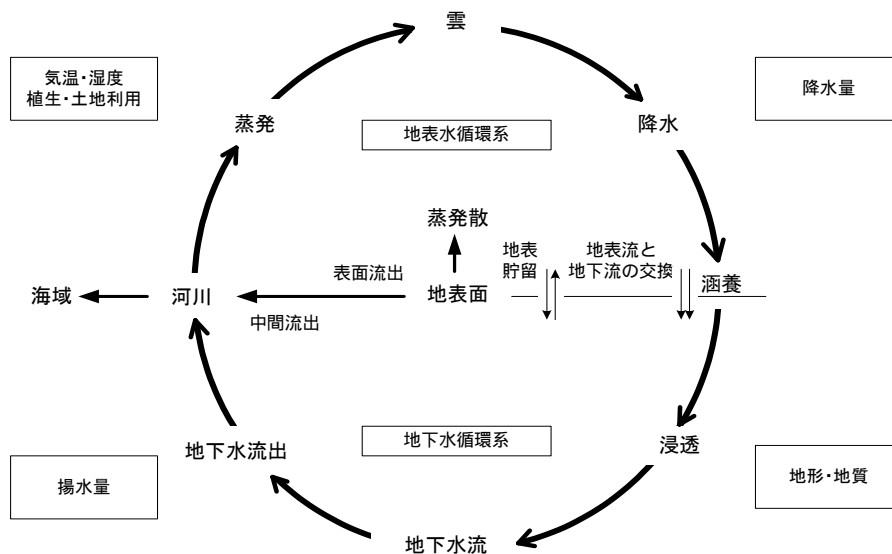 雲
気温・湿度
植生・土地利用
降水量
蒸発
降水
地表水循環系
蒸発散
地表
貯留
地表流と
地下流の交換
涵養
表面流出
海域
河川
地表面
中間流出
地下水流出
地下水循環系
浸透
揚水量
地形・地質
地下水流